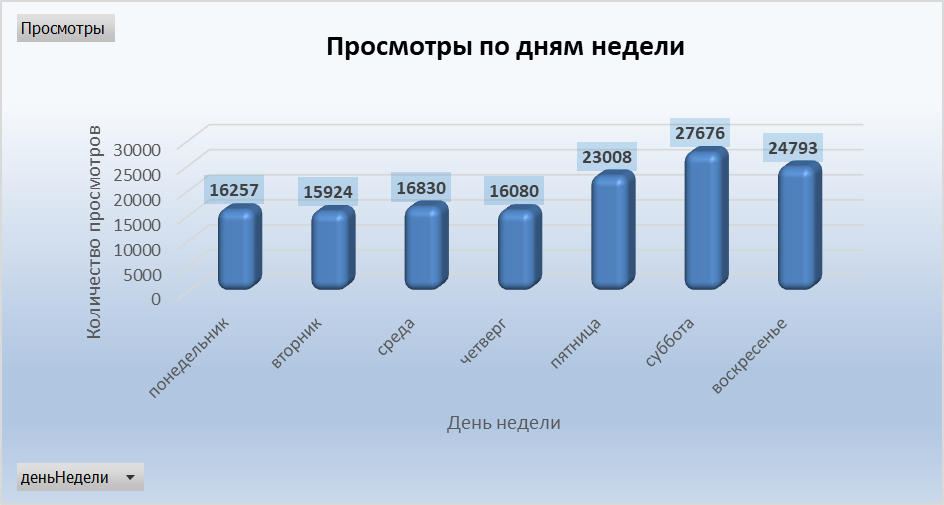 Просмотры
Просмотры по дням недели
Количество просмотров
30000
25000
20000
15000
10000
5000
0
16257
15924
16830
16080
23008
27676
24793
понедельник
вторник
среда
четверг
пятница
суббота
воскресенье
День недели
деньНедели